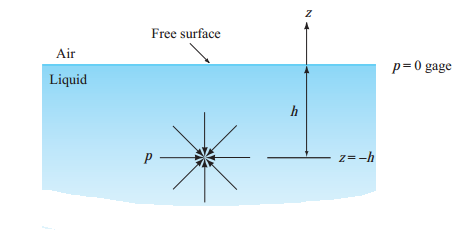 z
Free surface
Air
p=0 gage
Liquid
h
p
z=-h